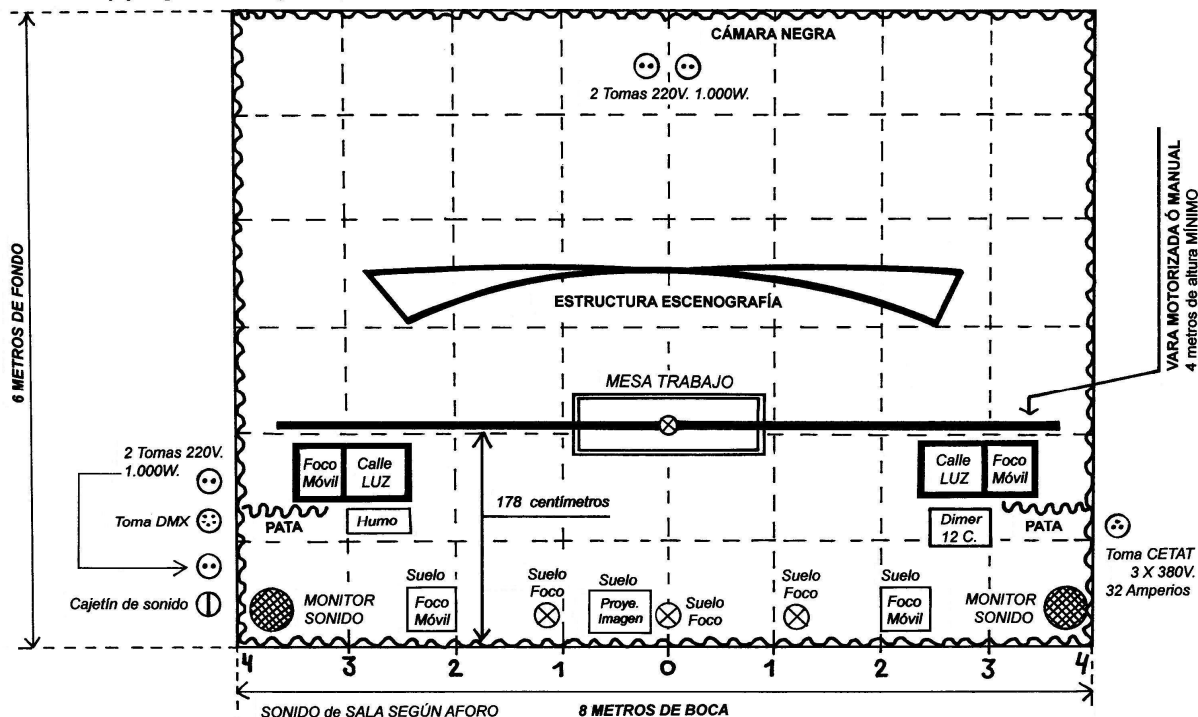 CÁMARA NEGRA
2 Tomas 220V. 1.000W.
6 METROS DE FONDO
VARA MOTORIZADA Ó MANUAL
4 metros de altura MÍNIMO
ESTRUCTURA ESCENOGRAFÍA
MESA TRABAJO
2 Tomas 220V.
1.000W.
Foco
Móvil
Calle
LUZ
Calle
LUZ
Foco
Móvil
178 centímetros
Toma DMX
PATA
Humo
Dimer
12 C.
PATA
Toma CETAT
3 X 380V.
32 Amperios
Cajetín de sonido
MONITOR
SONIDO
Suelo
Foco
Móvil
Suelo
Foco
Suelo
Proye.
Imagen
Suelo
Foco
Suelo
Foco
Suelo
Foco
Móvil
MONITOR
SONIDO
4 3 2 1 0 1 2 3 4
SONIDO de SALA SEGÚN AFORO
8 METROS DE BOCA